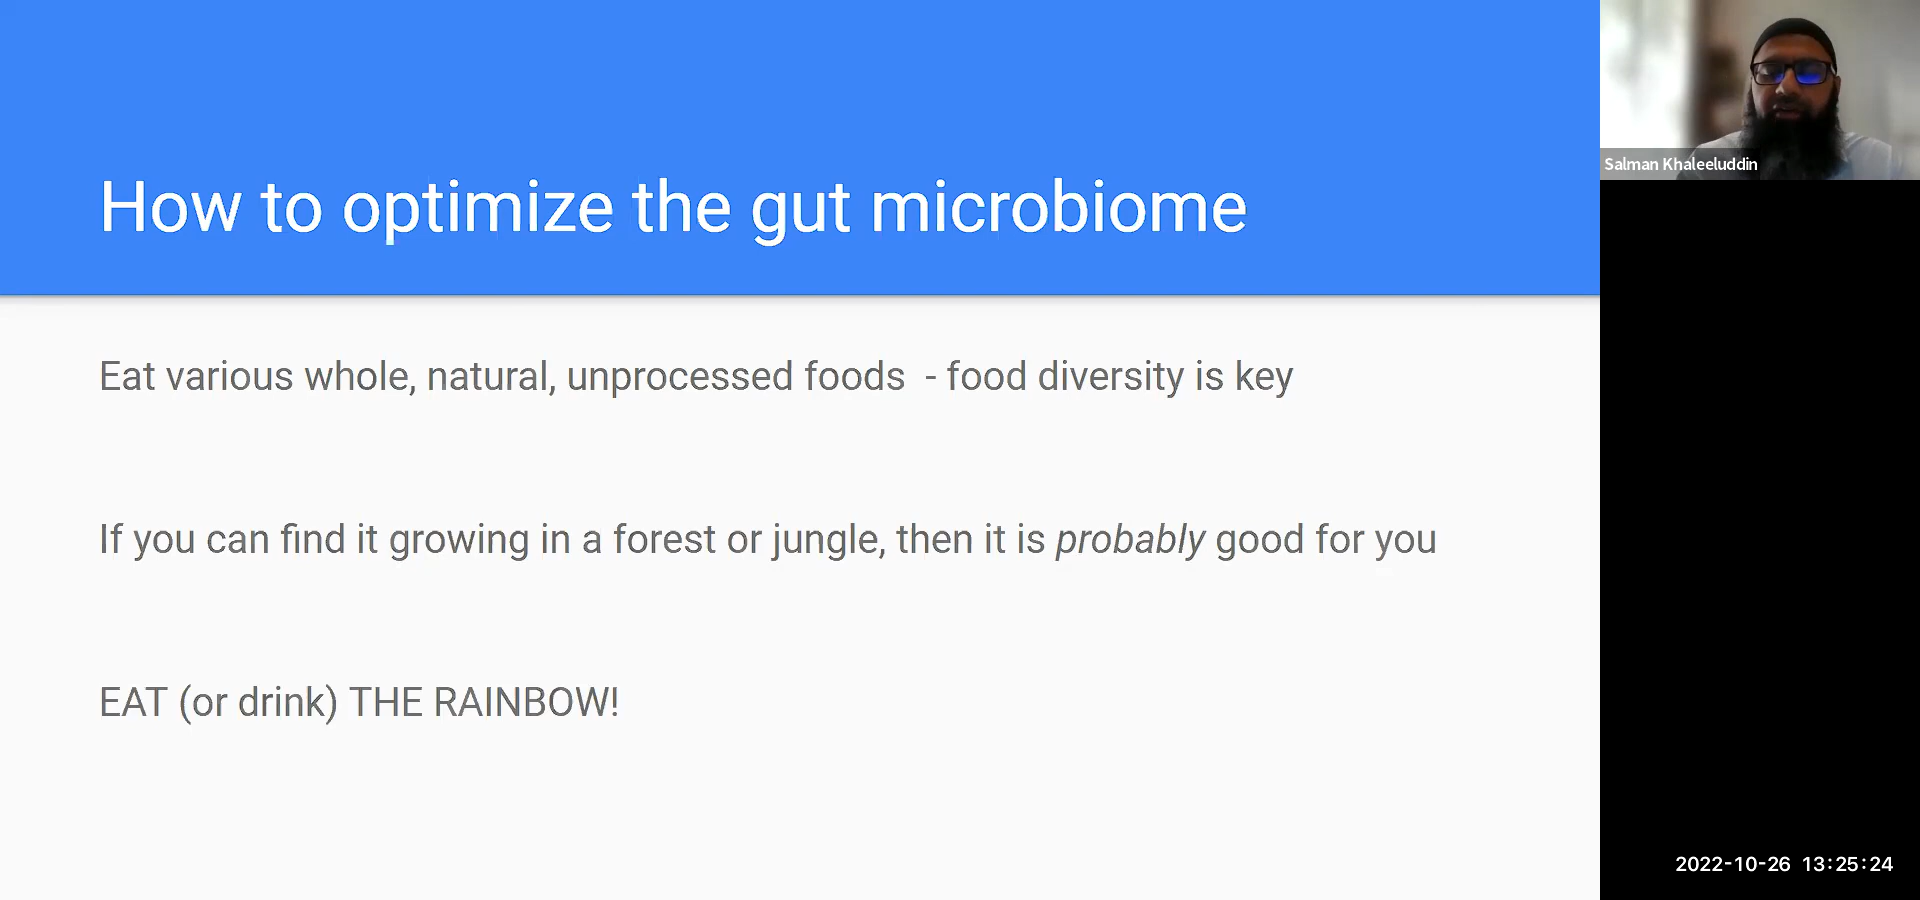 How to optimize the gut microbiome
Salman Khaleeluddin
Eat various whole, natural, unprocessed foods  - food diversity is key
If you can find it growing in a forest or jungle, then it is probably good for you
EAT (or drink) THE RAINBOW!
2022-10-26 13:25:24